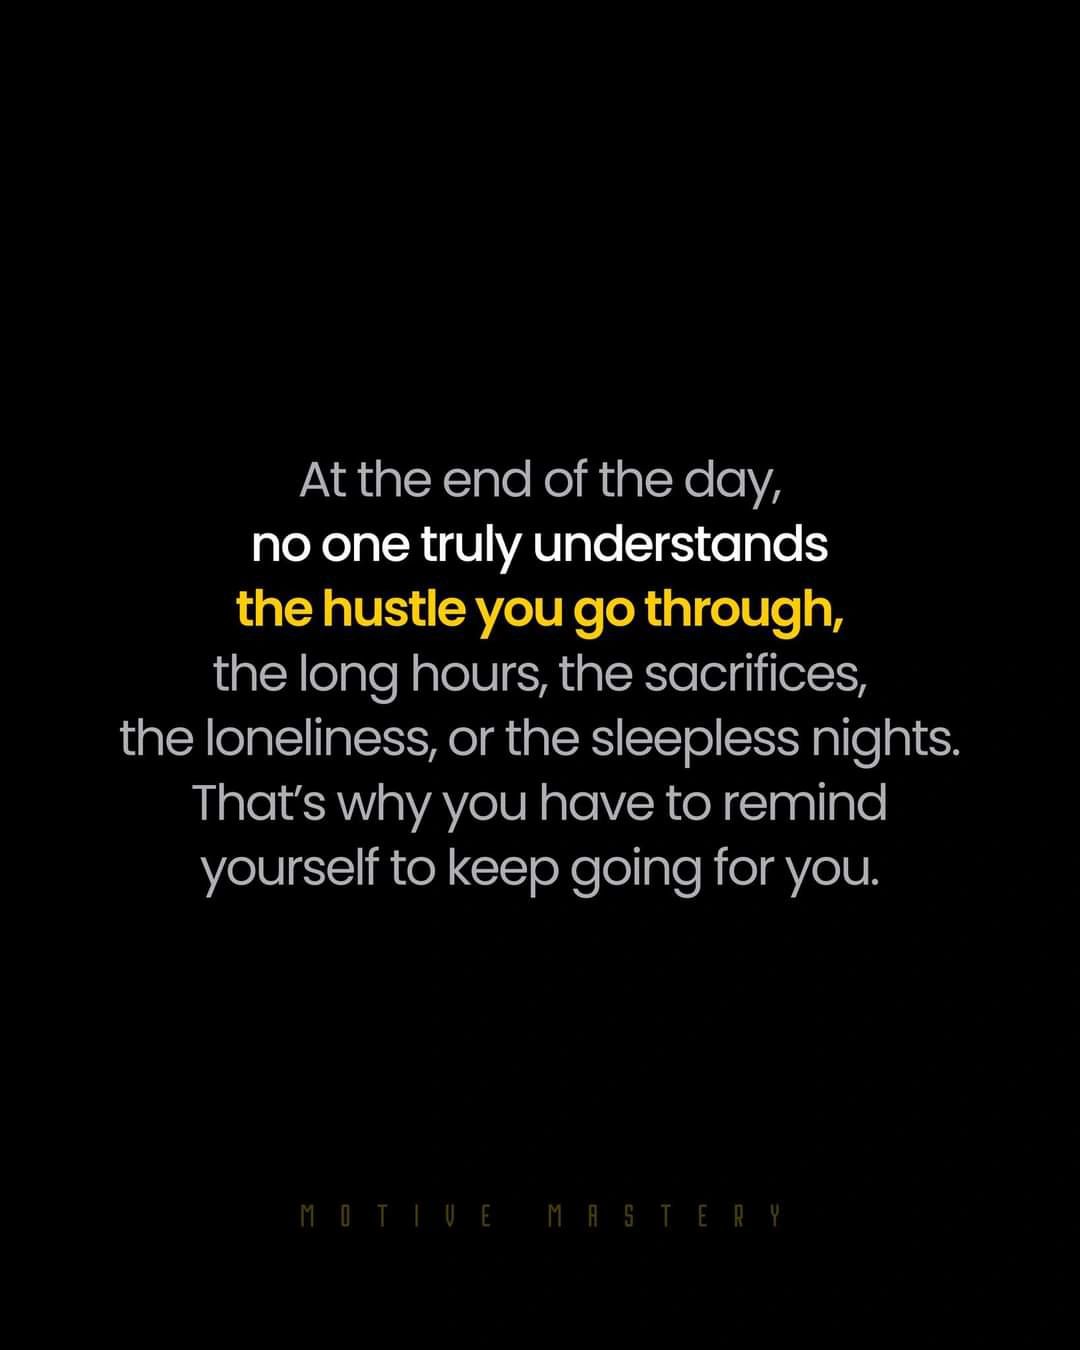 At the end of the day,
no one truly understands
the hustle you go through,
the long hours, the sacrifices,
the loneliness, or the sleepless nights.
That’s why you have to remind
yourself to keep going for you.
MOTIVE MASTERY